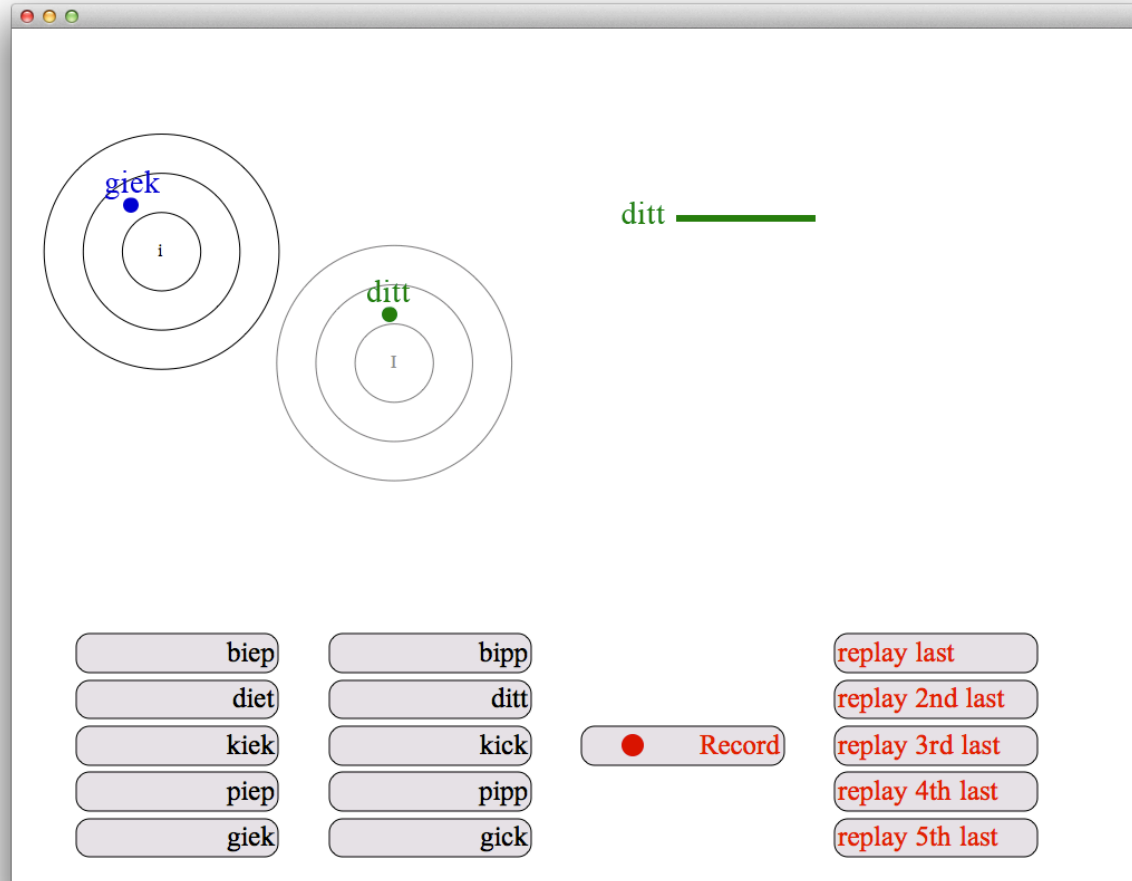 giek
i
ditt
ditt
I
biep bipp replay last
diet ditt replay 2nd last
kiek kick Record replay 3rd last
piep pipp replay 4th last
giek gick replay 5th last